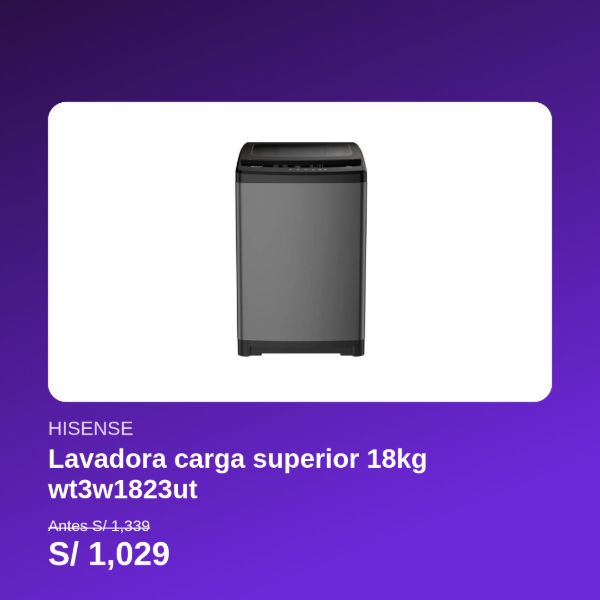 HISENSE
Lavadora carga superior 18kg
wt3w1823ut
Antes S/ 1,339
S/ 1,029